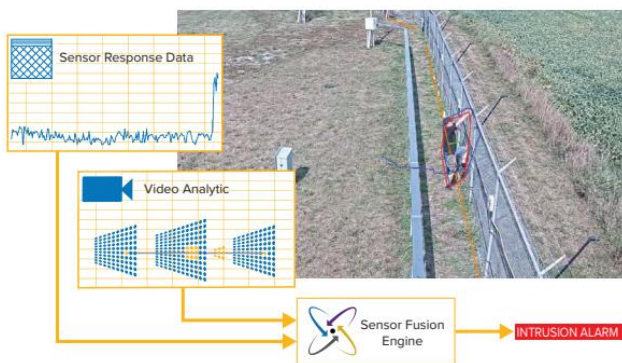 Sensor Response Data
Video Analytic
Sensor Fusion
Engine
INTRUSION ALARM